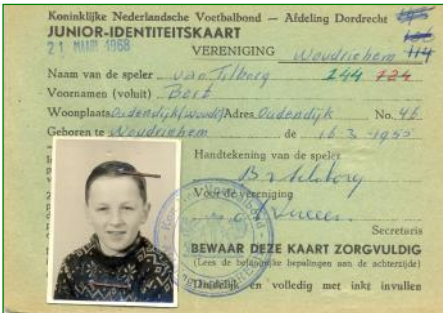 Koninklijke Nederlandsche Voetbalbond — Afdeling Dordrecht
JUNIOR-IDENTITEITSKAART
21 MAART 1968
VERENIGING Woudrichem 114
Naam van de speler van Tilborg 144 124
Voornamen (voluit) Bert
Woonplaats Oudendijk Adres Oudendijk No. 46
Geboren te Woudrichem de 16-3-1955
Handtekening van de speler
B v Tilborg
Voor de vereniging
Secretaris
BEWAAR DEZE KAART ZORGVULDIG
(Lees de belangrijke bepalingen aan de achterzijde)
Duidelijk en volledig met inkt invullen